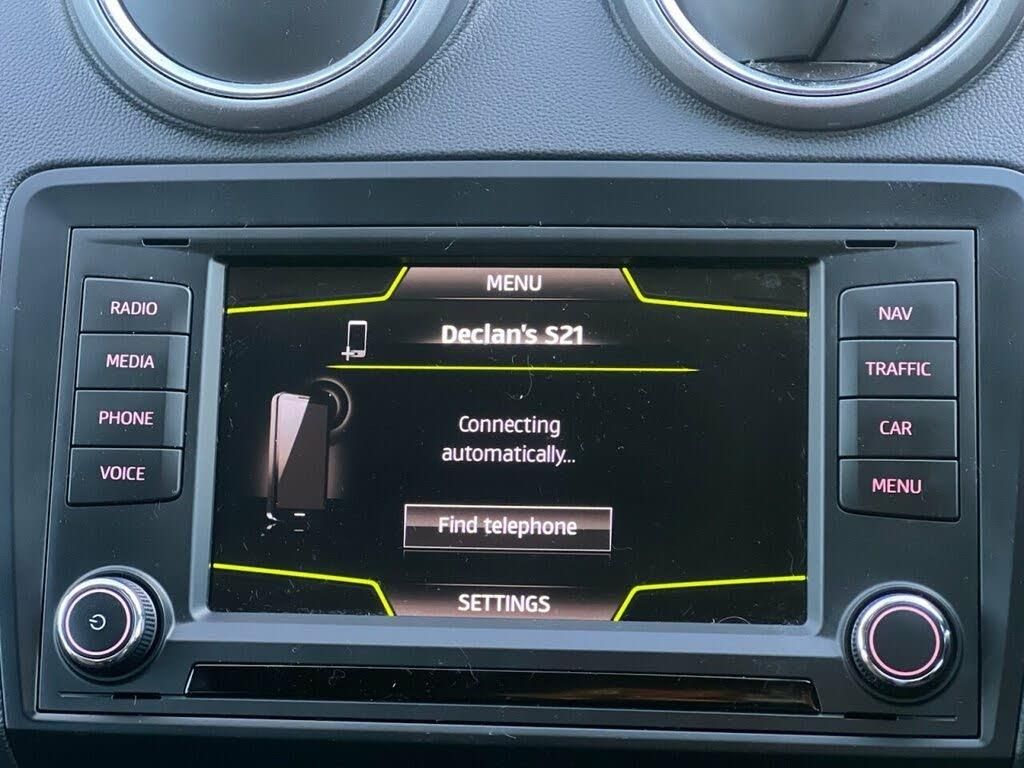 MENU
Declan's S21
Connecting
automatically...
Find telephone
SETTINGS
RADIO
MEDIA
PHONE
VOICE
NAV
TRAFFIC
CAR
MENU